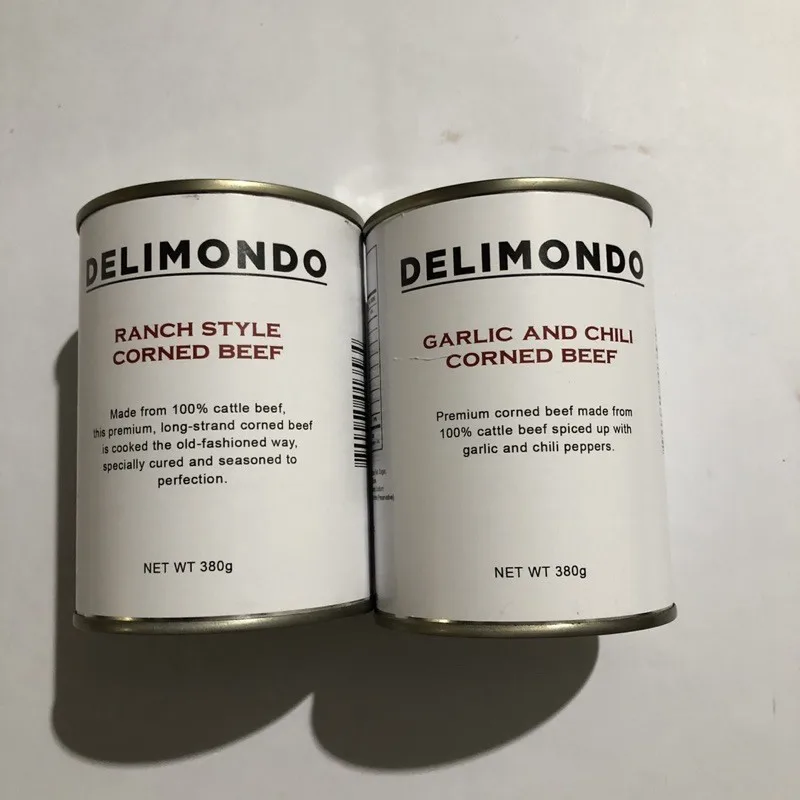 DELIMONDO
RANCH STYLE
CORNED BEEF
Made from 100% cattle beef,
this premium, long-strand corned beef
is cooked the old-fashioned way,
specially cured and seasoned to
perfection.
NET WT 380g
DELIMONDO
GARLIC AND CHILI
CORNED BEEF
Premium corned beef made from
100% cattle beef spiced up with
garlic and chili peppers.
NET WT 380g